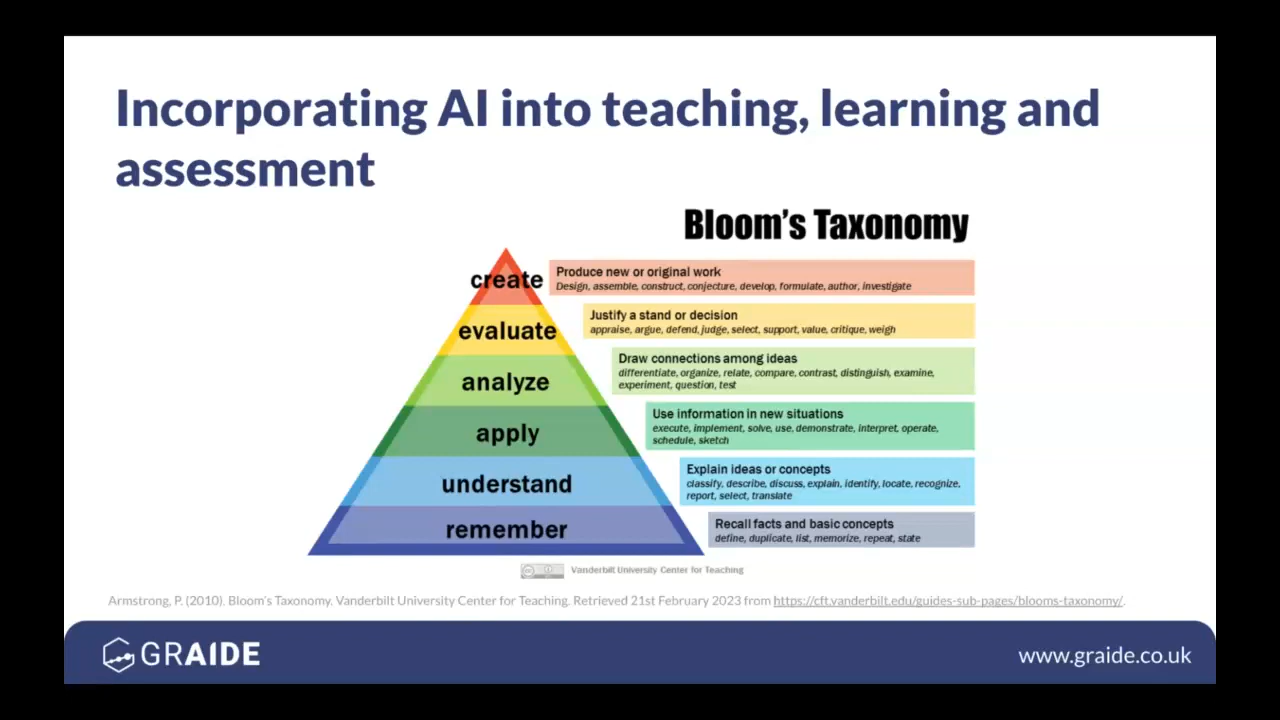 Incorporating AI into teaching, learning and
assessment
Bloom's Taxonomy
create
Produce new or original work
Design, assemble, construct, conjecture, develop, formulate, author, investigate
evaluate
Justify a stand or decision
appraise, argue, defend, judge, select, support, value, critique, weigh
analyze
Draw connections among ideas
differentiate, organize, relate, compare, contrast, distinguish, examine,
experiment, question, test
apply
Use information in new situations
execute, implement, solve, use, demonstrate, interpret, operate,
schedule, sketch
understand
Explain ideas or concepts
classify, describe, discuss, explain, identify, locate, recognize,
report, select, translate
remember
Recall facts and basic concepts
define, duplicate, list, memorize, repeat, state
Vanderbilt University Center for Teaching
Armstrong, P. (2010). Bloom's Taxonomy. Vanderbilt University Center for Teaching. Retrieved 21st February 2023 from https://cft.vanderbilt.edu/guides-sub-pages/blooms-taxonomy/.
GRAIDE
www.graide.co.uk